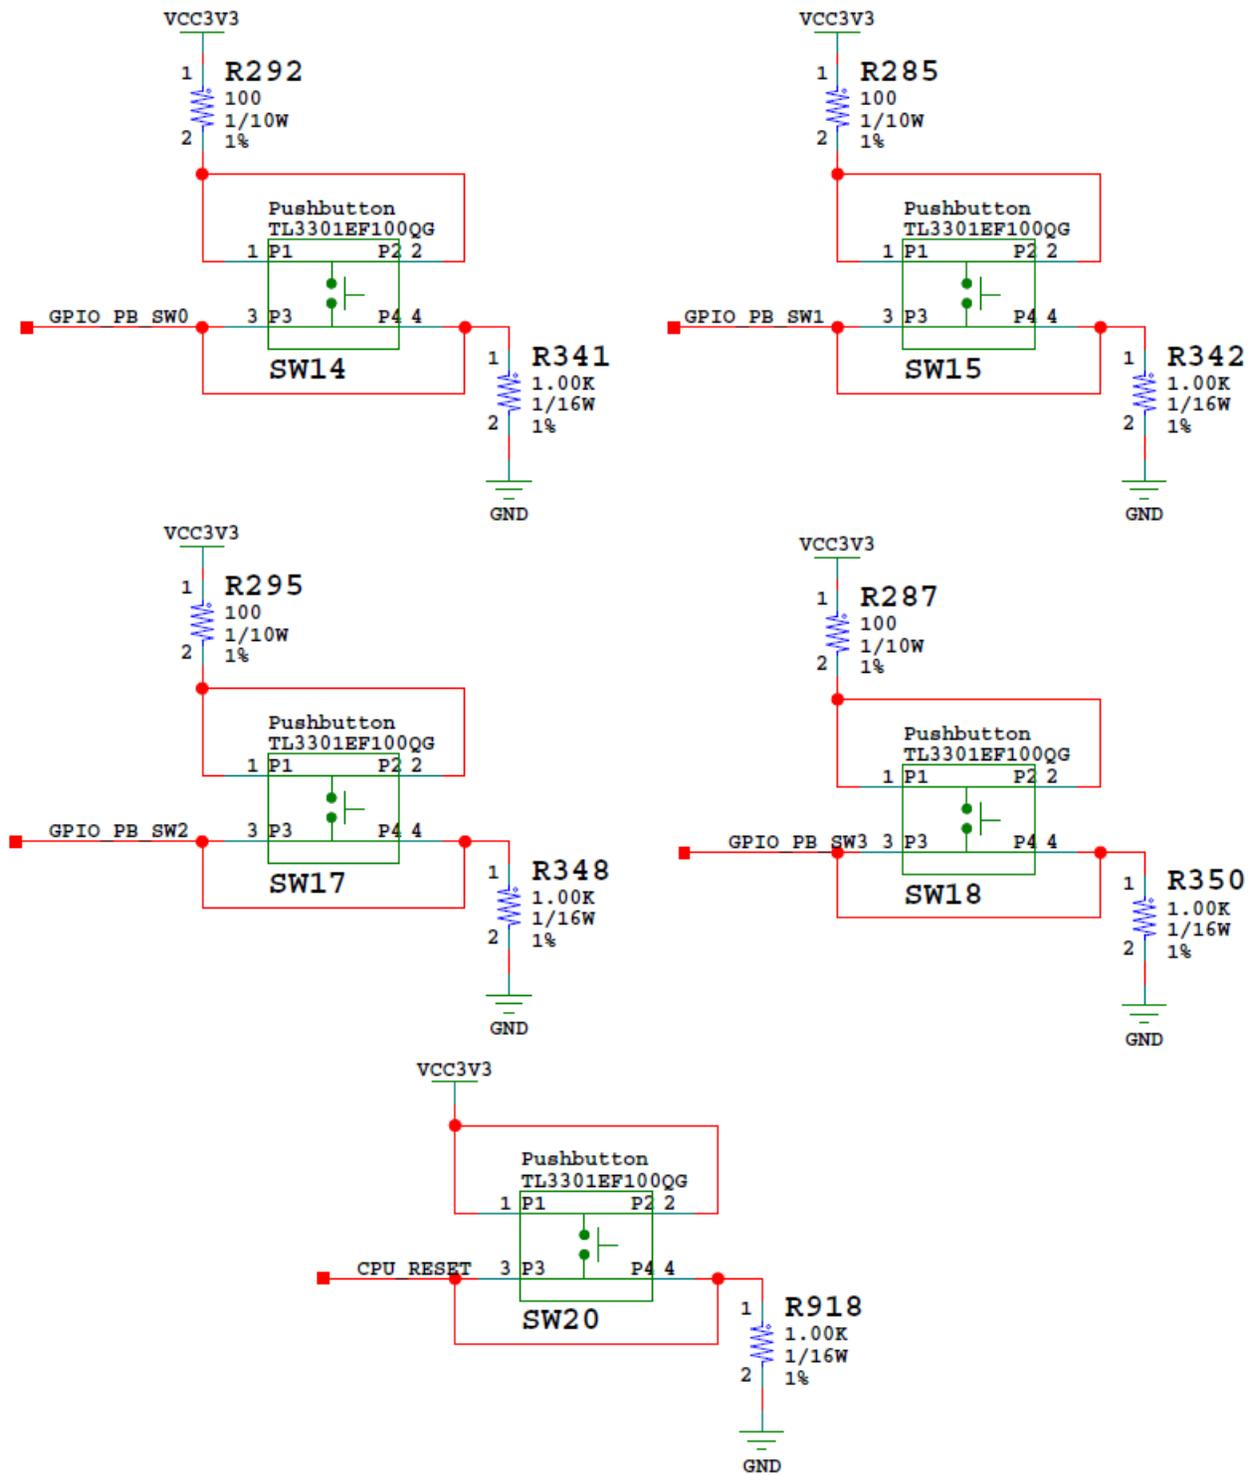 VCC3V3
1 R292
100
1/10W
2 1%
Pushbutton
TL3301EF100QG
1 P1 P2 2
GPIO_PB_SW0 3 P3 P4 4
SW14
1 R341
1.00K
1/16W
2 1%
GND
VCC3V3
1 R285
100
1/10W
2 1%
Pushbutton
TL3301EF100QG
1 P1 P2 2
GPIO_PB_SW1 3 P3 P4 4
SW15
1 R342
1.00K
1/16W
2 1%
GND
VCC3V3
1 R295
100
1/10W
2 1%
Pushbutton
TL3301EF100QG
1 P1 P2 2
GPIO_PB_SW2 3 P3 P4 4
SW17
1 R348
1.00K
1/16W
2 1%
GND
VCC3V3
1 R287
100
1/10W
2 1%
Pushbutton
TL3301EF100QG
1 P1 P2 2
GPIO_PB_SW3 3 P3 P4 4
SW18
1 R350
1.00K
1/16W
2 1%
GND
VCC3V3
Pushbutton
TL3301EF100QG
1 P1 P2 2
CPU_RESET 3 P3 P4 4
SW20
1 R918
1.00K
1/16W
2 1%
GND